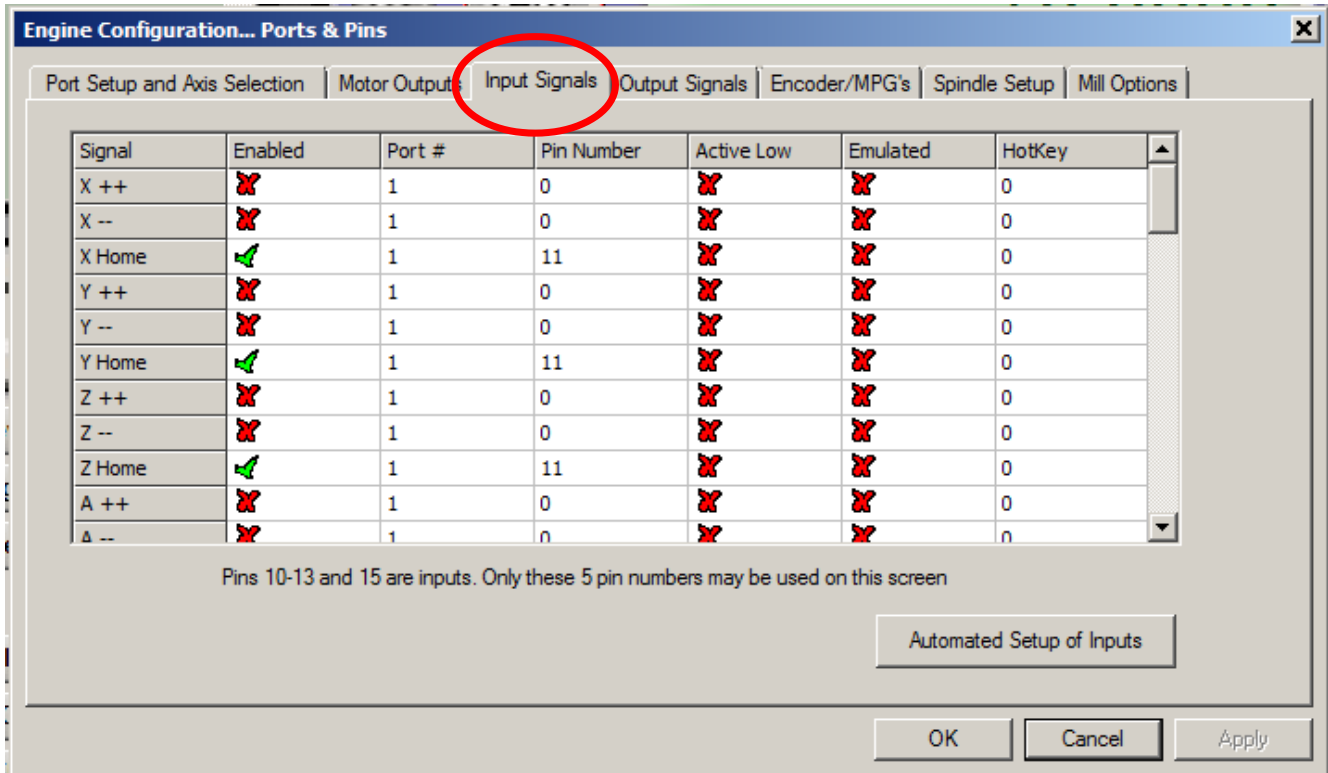 Engine Configuration... Ports & Pins
Port Setup and Axis Selection Motor Outputs Input Signals Output Signals Encoder/MPG's Spindle Setup Mill Options
Signal Enabled Port # Pin Number Active Low Emulated HotKey
X ++ 1 0 0
X -- 1 0 0
X Home 1 11 0
Y ++ 1 0 0
Y -- 1 0 0
Y Home 1 11 0
Z ++ 1 0 0
Z -- 1 0 0
Z Home 1 11 0
A ++ 1 0 0
A -- 1 0 0
Pins 10-13 and 15 are inputs. Only these 5 pin numbers may be used on this screen
Automated Setup of Inputs
OK Cancel Apply